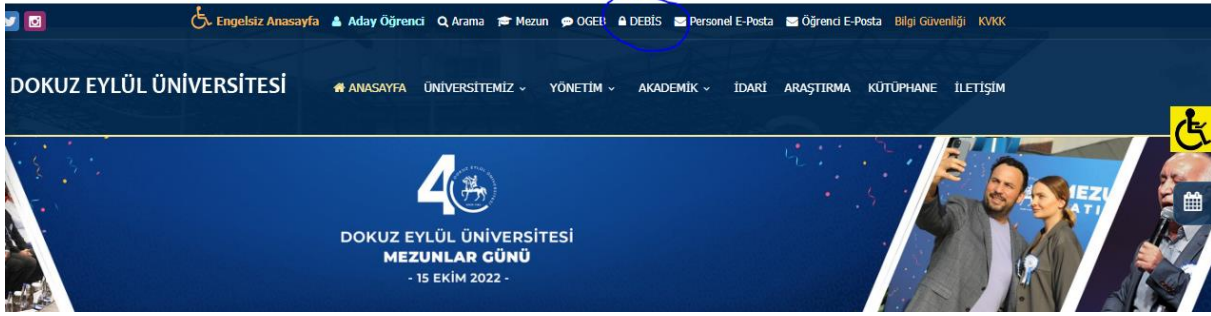 Engelsiz Anasayfa Aday Öğrenci Arama Mezun OGEB DEBİS Personel E-Posta Öğrenci E-Posta Bilgi Güvenliği KVKK
DOKUZ EYLÜL ÜNİVERSİTESİ ANASAYFA ÜNİVERSİTEMİZ YÖNETİM AKADEMİK İDARİ ARAŞTIRMA KÜTÜPHANE İLETİŞİM
40
DOKUZ EYLÜL ÜNİVERSİTESİ
MEZUNLAR GÜNÜ
- 15 EKİM 2022 -